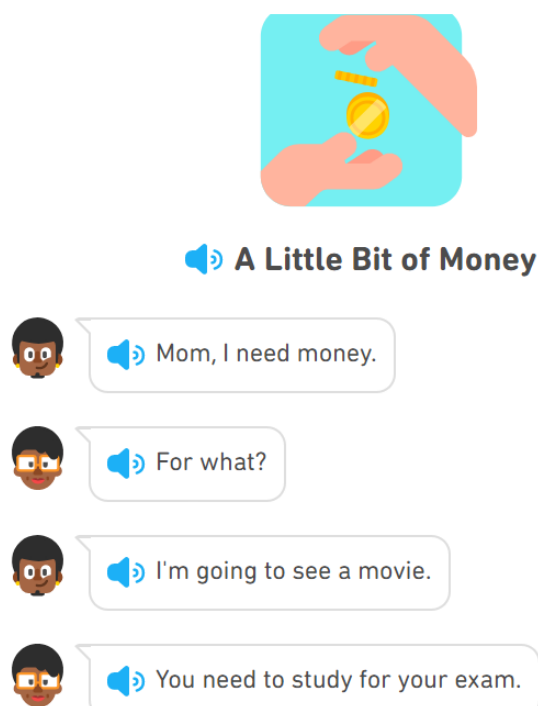 A Little Bit of Money
Mom, I need money.
For what?
I'm going to see a movie.
You need to study for your exam.